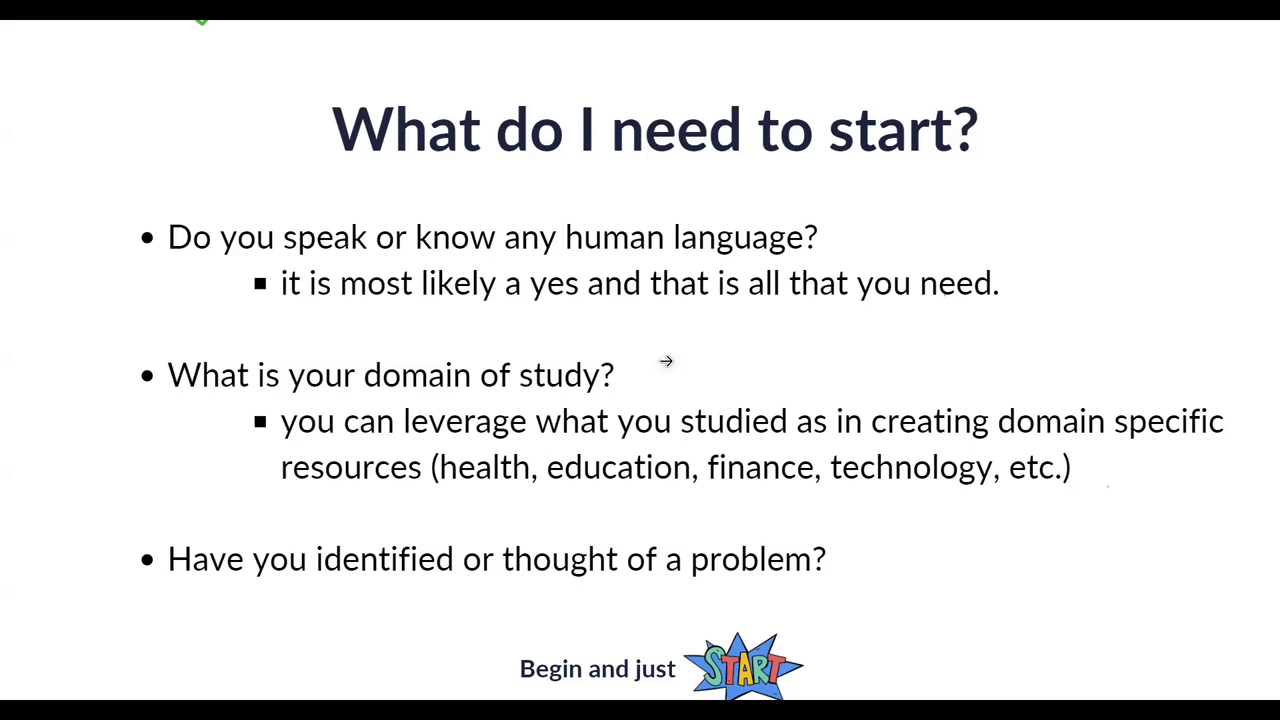 What do I need to start?
• Do you speak or know any human language?
▪ it is most likely a yes and that is all that you need.
• What is your domain of study?
▪ you can leverage what you studied as in creating domain specific
resources (health, education, finance, technology, etc.)
• Have you identified or thought of a problem?
Begin and just START